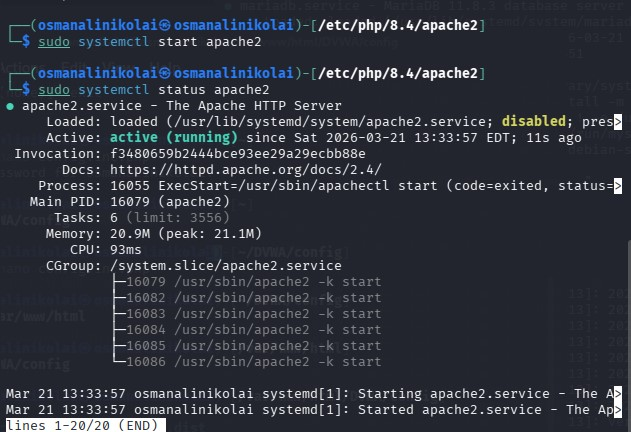 ┌──(osmanalinikolai㉿osmanalinikolai)-[/etc/php/8.4/apache2]
└─$ sudo systemctl start apache2
┌──(osmanalinikolai㉿osmanalinikolai)-[/etc/php/8.4/apache2]
└─$ sudo systemctl status apache2
● apache2.service - The Apache HTTP Server
Loaded: loaded (/usr/lib/systemd/system/apache2.service; disabled; pres>
Active: active (running) since Sat 2026-03-21 13:33:57 EDT; 11s ago
Invocation: f3480659b2444bce93ee29a29ecbb88e
Docs: https://httpd.apache.org/docs/2.4/
Process: 16055 ExecStart=/usr/sbin/apachectl start (code=exited, status=>
Main PID: 16079 (apache2)
Tasks: 6 (limit: 3556)
Memory: 20.9M (peak: 21.1M)
CPU: 93ms
CGroup: /system.slice/apache2.service
├─16079 /usr/sbin/apache2 -k start
├─16082 /usr/sbin/apache2 -k start
├─16083 /usr/sbin/apache2 -k start
├─16084 /usr/sbin/apache2 -k start
├─16085 /usr/sbin/apache2 -k start
└─16086 /usr/sbin/apache2 -k start
Mar 21 13:33:57 osmanalinikolai systemd[1]: Starting apache2.service - The A>
Mar 21 13:33:57 osmanalinikolai systemd[1]: Started apache2.service - The Ap>
lines 1-20/20 (END)